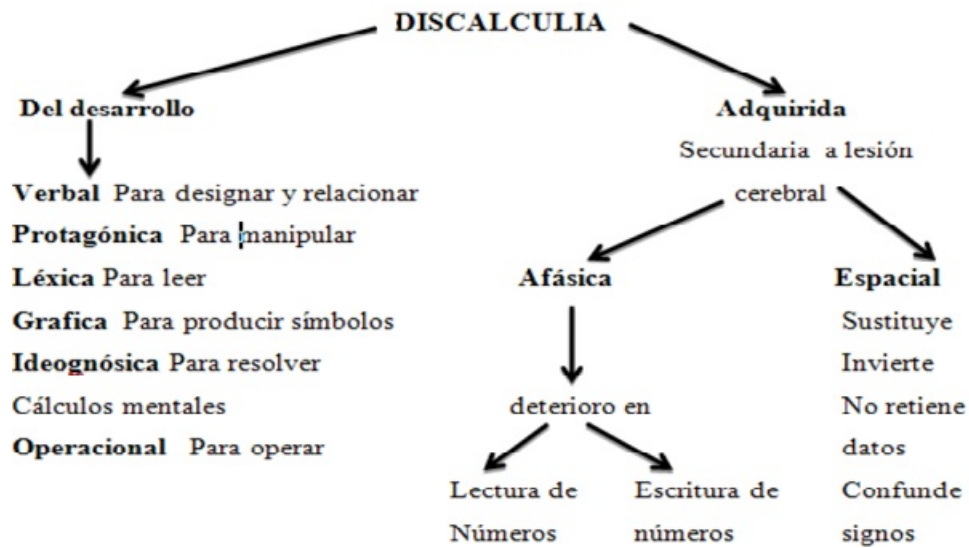 DISCALCULIA
Del desarrollo
Verbal Para designar y relacionar
Protagónica Para manipular
Léxica Para leer
Grafica Para producir símbolos
Ideognósica Para resolver
Cálculos mentales
Operacional Para operar
Adquirida
Secundaria a lesión
cerebral
Afásica
deterioro en
Lectura de
Números
Escritura de
números
Espacial
Sustituye
Invierte
No retiene
datos
Confunde
signos